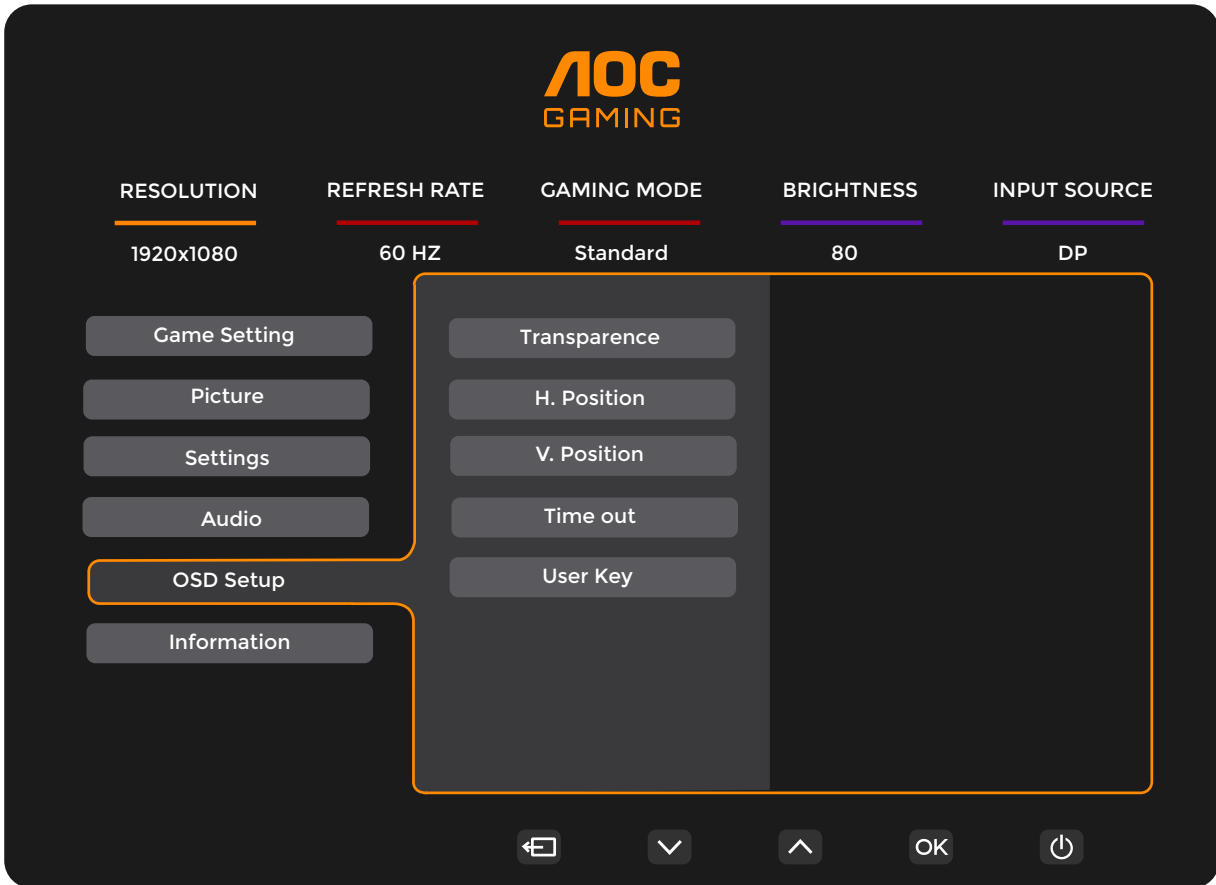 AOC
GAMING
RESOLUTION REFRESH RATE GAMING MODE BRIGHTNESS INPUT SOURCE
1920x1080 60 HZ Standard 80 DP
Game Setting Transparence
Picture H. Position
Settings V. Position
Audio Time out
OSD Setup User Key
Information
OK